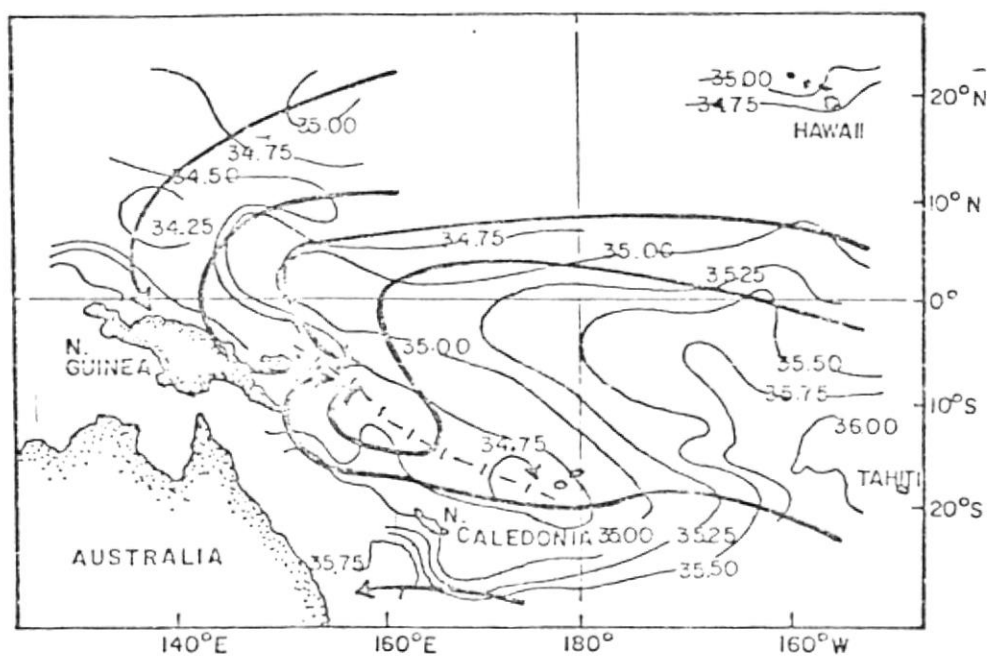 35.00
34.75
HAWAII
20°N
35.00
34.75
34.50
34.25
10°N
34.75
35.00
35.25
0°
N.
GUINEA
35.00
35.50
35.75
10°S
34.75
36.00
TAHITI
N.
CALEDONIA
35.00
35.25
20°S
AUSTRALIA
35.75
35.50
140°E
160°E
180°
160°W